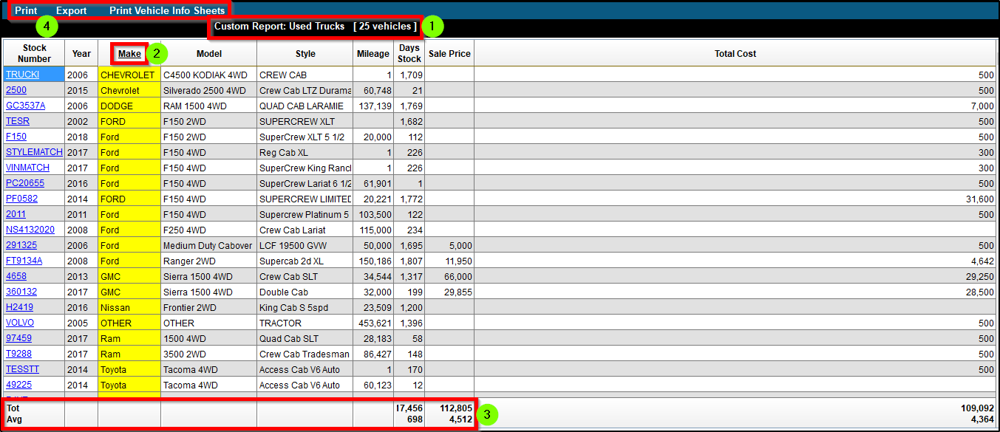 Print Export Print Vehicle Info Sheets
4
Custom Report: Used Trucks [ 25 vehicles ] 1
Stock Number Year Make 2 Model Style Mileage Days Stock Sale Price Total Cost
TRUCKI 2006 CHEVROLET C4500 KODIAK 4WD CREW CAB 1 1,709 500
2500 2015 Chevrolet Silverado 2500 4WD Crew Cab LTZ Durama 60,748 21 500
GC3537A 2006 DODGE RAM 1500 4WD QUAD CAB LARAMIE 137,139 1,769 7,000
TESR 2002 FORD F150 2WD SUPERCREW XLT 1,682 500
F150 2018 Ford F150 2WD SuperCrew XLT 5 1/2 20,000 112 500
STYLEMATCH 2017 Ford F150 4WD Reg Cab XL 1 226 300
VINMATCH 2017 Ford F150 4WD SuperCrew King Rancl 1 226 300
PC20655 2016 Ford F150 4WD SuperCrew Lariat 6 1/2 61,901 1 500
PF0582 2014 FORD F150 4WD SUPERCREW LIMITED 20,221 1,772 31,600
2011 2011 Ford F150 4WD Supercrew Platinum 5 103,500 122 500
NS4132020 2008 Ford F250 4WD Crew Cab Lariat 115,000 234
291325 2006 Ford Medium Duty Cabover LCF 19500 GVW 50,000 1,695 5,000 500
FT9134A 2008 Ford Ranger 2WD Supercab 2d XL 150,186 1,807 11,950 4,642
4658 2013 GMC Sierra 1500 4WD Crew Cab SLT 34,544 1,317 66,000 29,250
360132 2017 GMC Sierra 1500 4WD Double Cab 32,000 199 29,855 28,500
H2419 2016 Nissan Frontier 2WD King Cab S 5spd 23,509 1,200
VOLVO 2005 OTHER OTHER TRACTOR 453,621 1,396 500
97459 2017 Ram 1500 4WD Quad Cab SLT 28,183 58 500
T9288 2017 Ram 3500 2WD Crew Cab Tradesman 86,427 148 500
TESSTT 2014 Toyota Tacoma 4WD Access Cab V6 Auto 1 170 500
49225 2014 Toyota Tacoma 4WD Access Cab V6 Auto 60,123 12
Tot 17,456 112,805 109,092
3
Avg 698 4,512 4,364